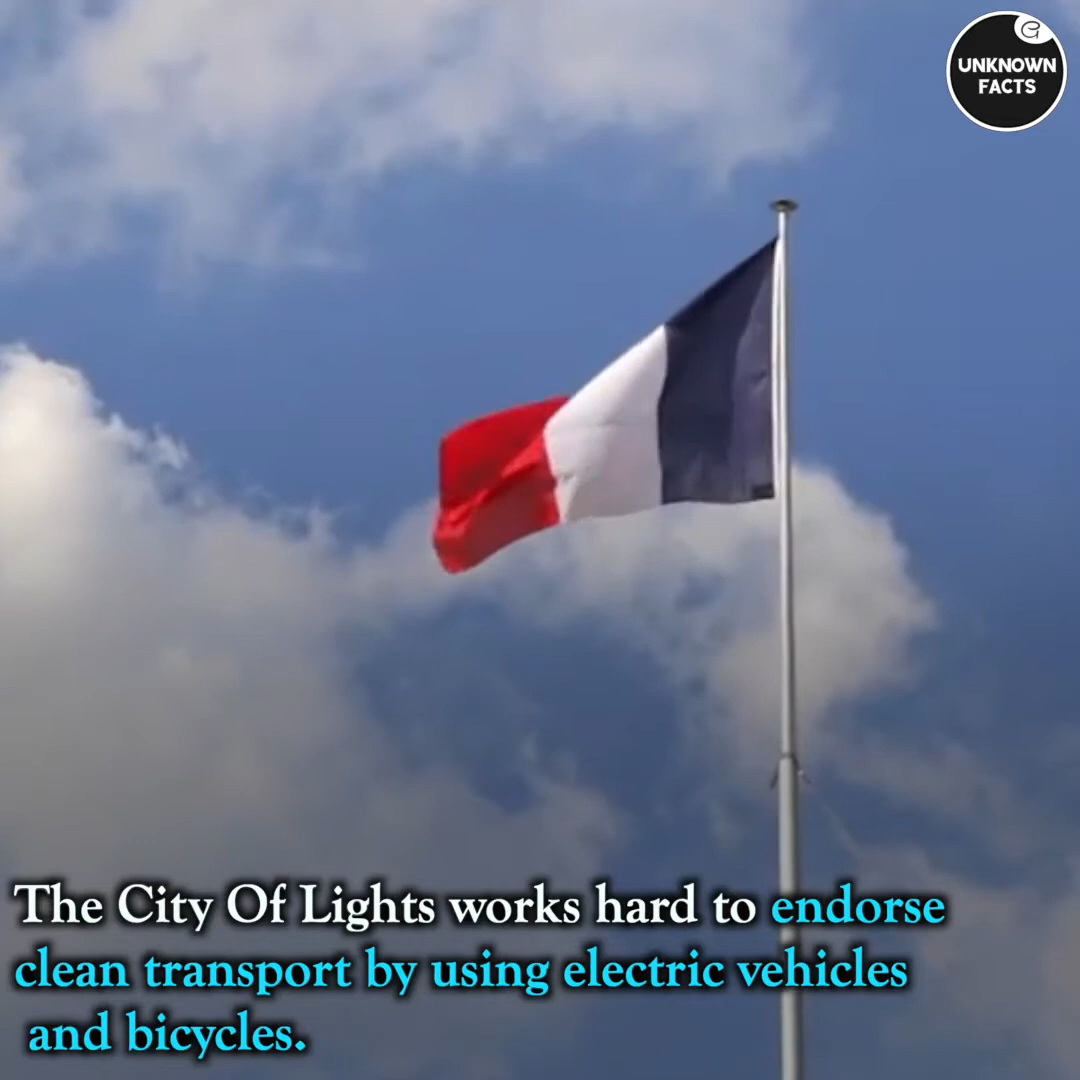 UNKNOWN
FACTS
The City Of Lights works hard to endorse
clean transport by using electric vehicles
and bicycles.